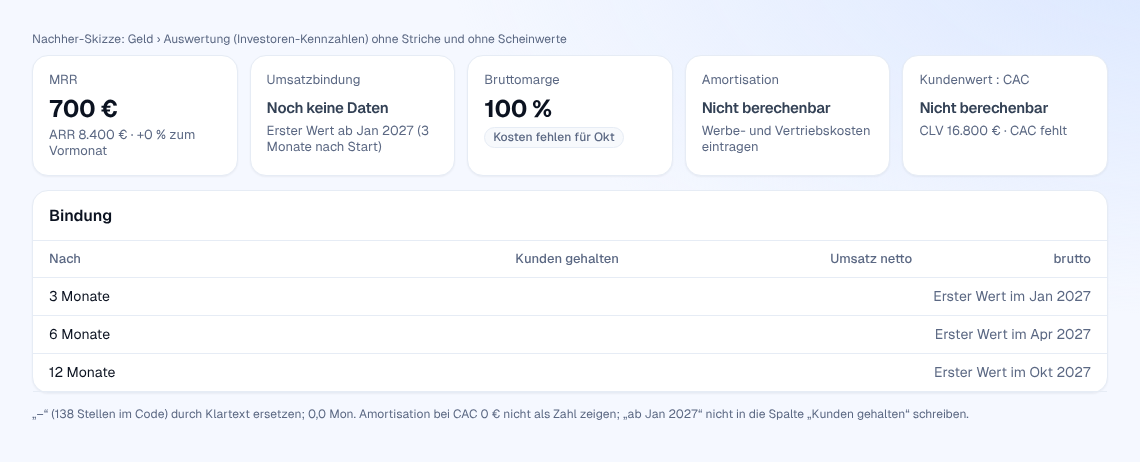 Nachher-Skizze: Geld › Auswertung (Investoren-Kennzahlen) ohne Striche und ohne Scheinwerte
MRR
700 €
ARR 8.400 € · +0 % zum
Vormonat
Umsatzbindung
Noch keine Daten
Erster Wert ab Jan 2027 (3
Monate nach Start)
Bruttomarge
100 %
Kosten fehlen für Okt
Amortisation
Nicht berechenbar
Werbe- und Vertriebskosten
eintragen
Kundenwert : CAC
Nicht berechenbar
CLV 16.800 € · CAC fehlt
Bindung
Nach Kunden gehalten Umsatz netto brutto
3 Monate Erster Wert im Jan 2027
6 Monate Erster Wert im Apr 2027
12 Monate Erster Wert im Okt 2027
„–“ (138 Stellen im Code) durch Klartext ersetzen; 0,0 Mon. Amortisation bei CAC 0 € nicht als Zahl zeigen; „ab Jan 2027“ nicht in die Spalte „Kunden gehalten“ schreiben.